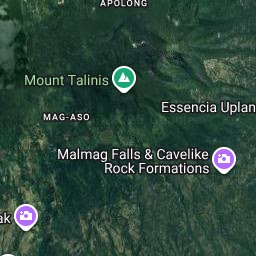 APOLONG
Mount Talinis
Essencia Uplan
MAG-ASO
Malmag Falls & Cavelike
Rock Formations
ak